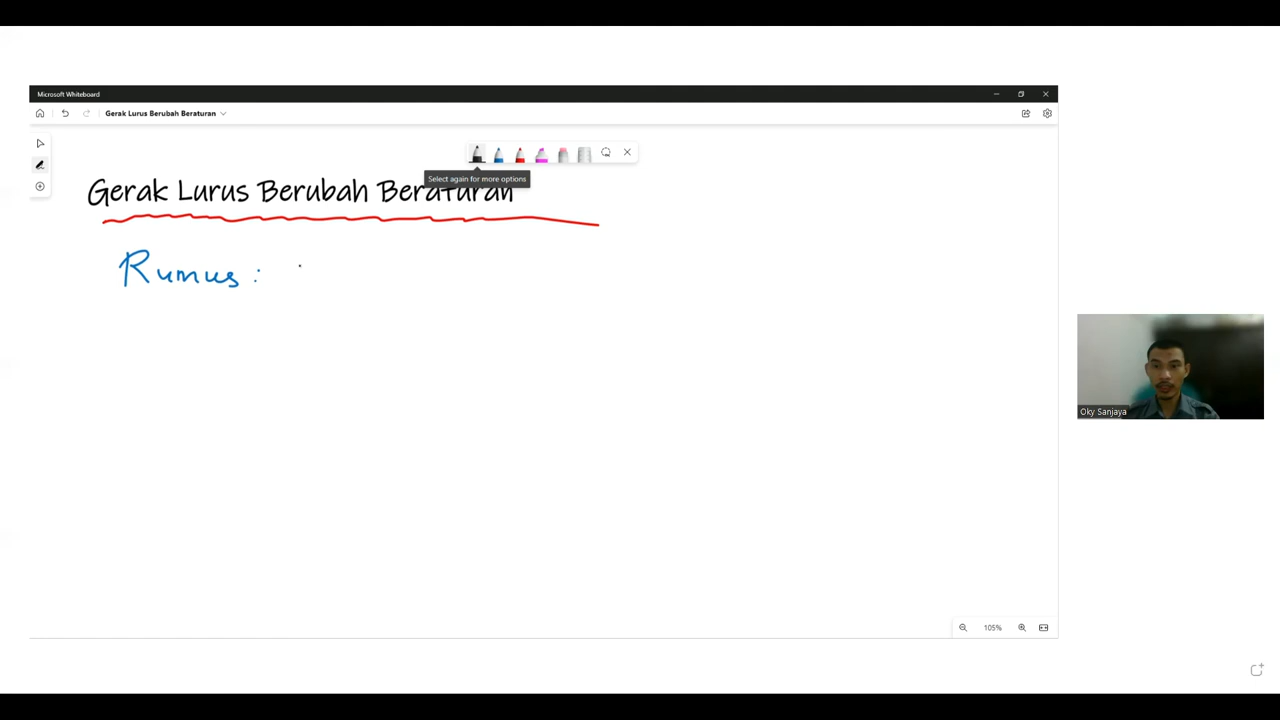 Microsoft Whiteboard
Gerak Lurus Berubah Beraturan
Select again for more options
Gerak Lurus Berubah Beraturan
Rumus :
Oky Sanjaya
105%